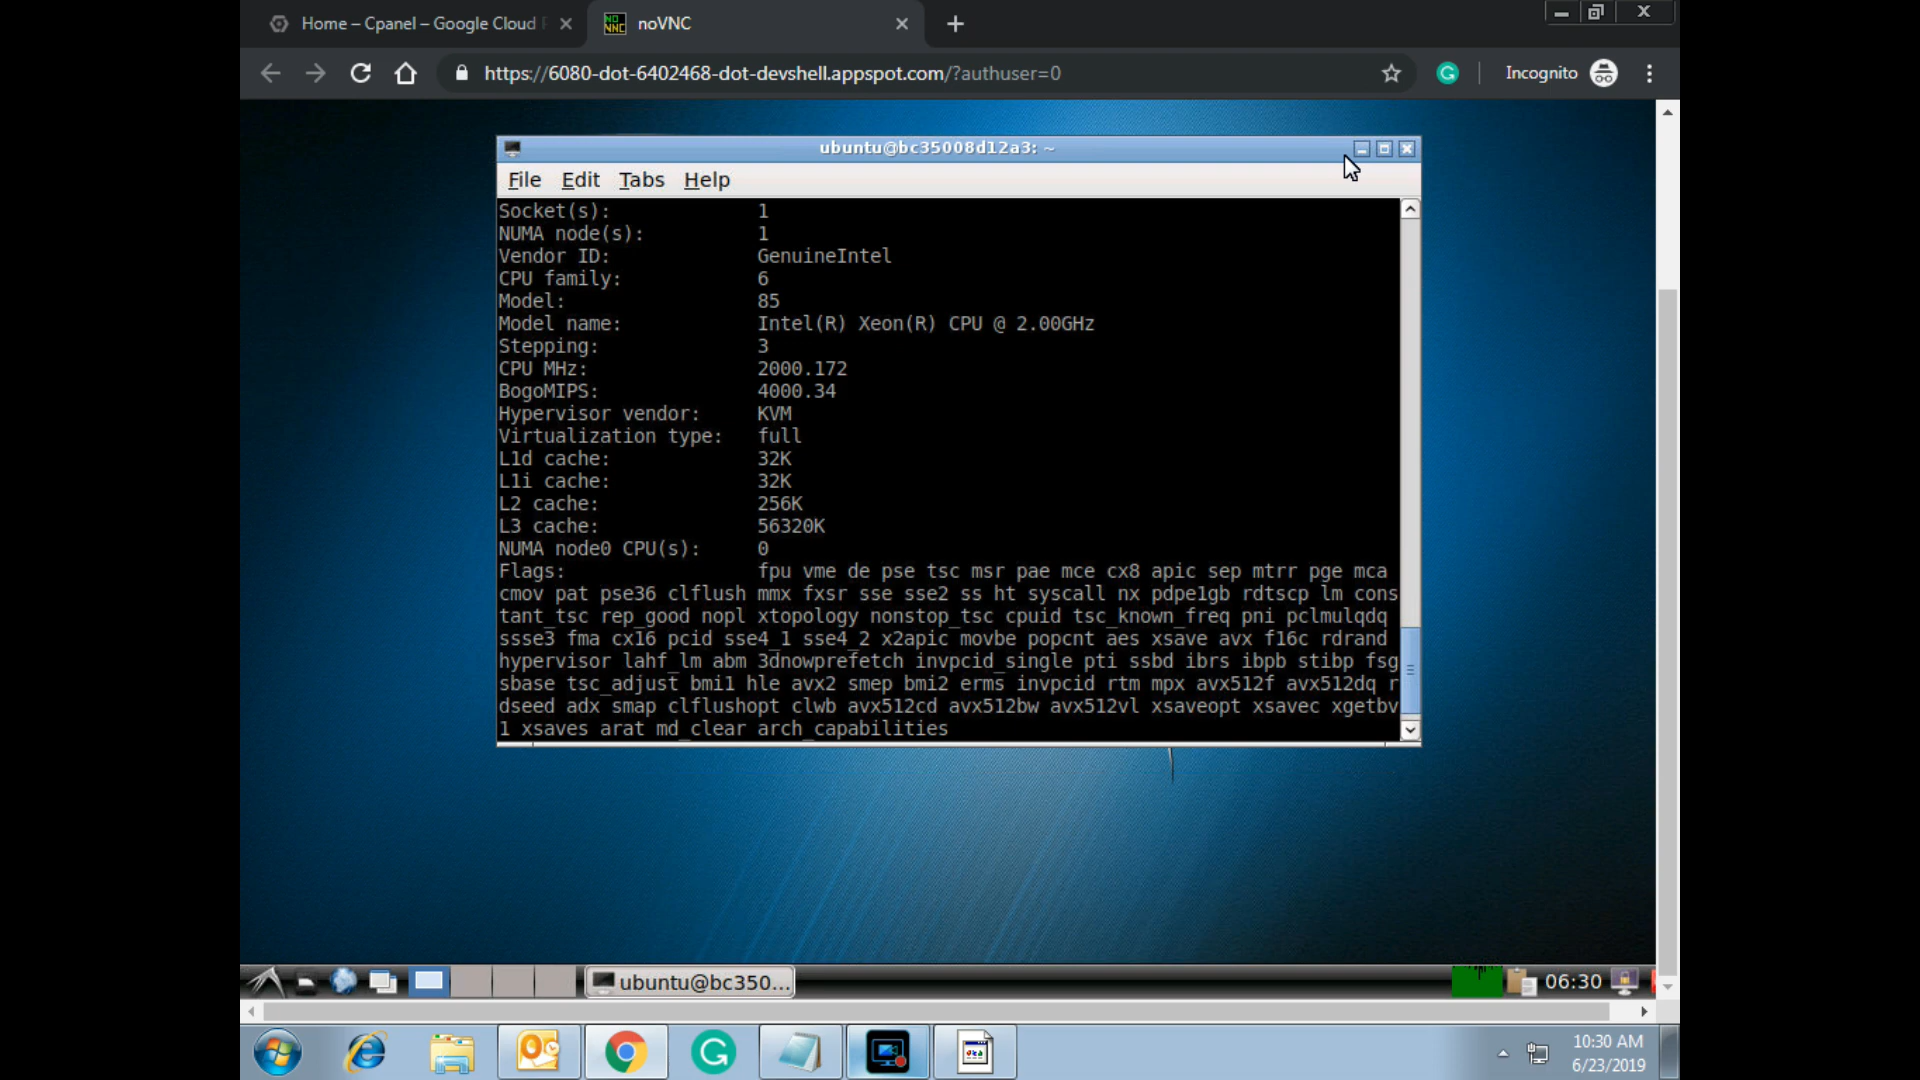 Home – Cpanel – Google Cloud P
noVNC
https://6080-dot-6402468-dot-devshell.appspot.com/?authuser=0
Incognito
ubuntu@bc35008d12a3: ~
File Edit Tabs Help
Socket(s): 1
NUMA node(s): 1
Vendor ID: GenuineIntel
CPU family: 6
Model: 85
Model name: Intel(R) Xeon(R) CPU @ 2.00GHz
Stepping: 3
CPU MHz: 2000.172
BogoMIPS: 4000.34
Hypervisor vendor: KVM
Virtualization type: full
L1d cache: 32K
L1i cache: 32K
L2 cache: 256K
L3 cache: 56320K
NUMA node0 CPU(s): 0
Flags: fpu vme de pse tsc msr pae mce cx8 apic sep mtrr pge mca
cmov pat pse36 clflush mmx fxsr sse sse2 ss ht syscall nx pdpe1gb rdtscp lm cons
tant_tsc rep_good nopl xtopology nonstop_tsc cpuid tsc_known_freq pni pclmulqdq
ssse3 fma cx16 pcid sse4_1 sse4_2 x2apic movbe popcnt aes xsave avx f16c rdrand
hypervisor lahf_lm abm 3dnowprefetch invpcid_single pti ssbd ibrs ibpb stibp fsg
sbase tsc_adjust bmi1 hle avx2 smep bmi2 erms invpcid rtm mpx avx512f avx512dq r
dseed adx smap clflushopt clwb avx512cd avx512bw avx512vl xsaveopt xsavec xgetbv
1 xsaves arat md_clear arch_capabilities
ubuntu@bc350...
06:30
10:30 AM
6/23/2019